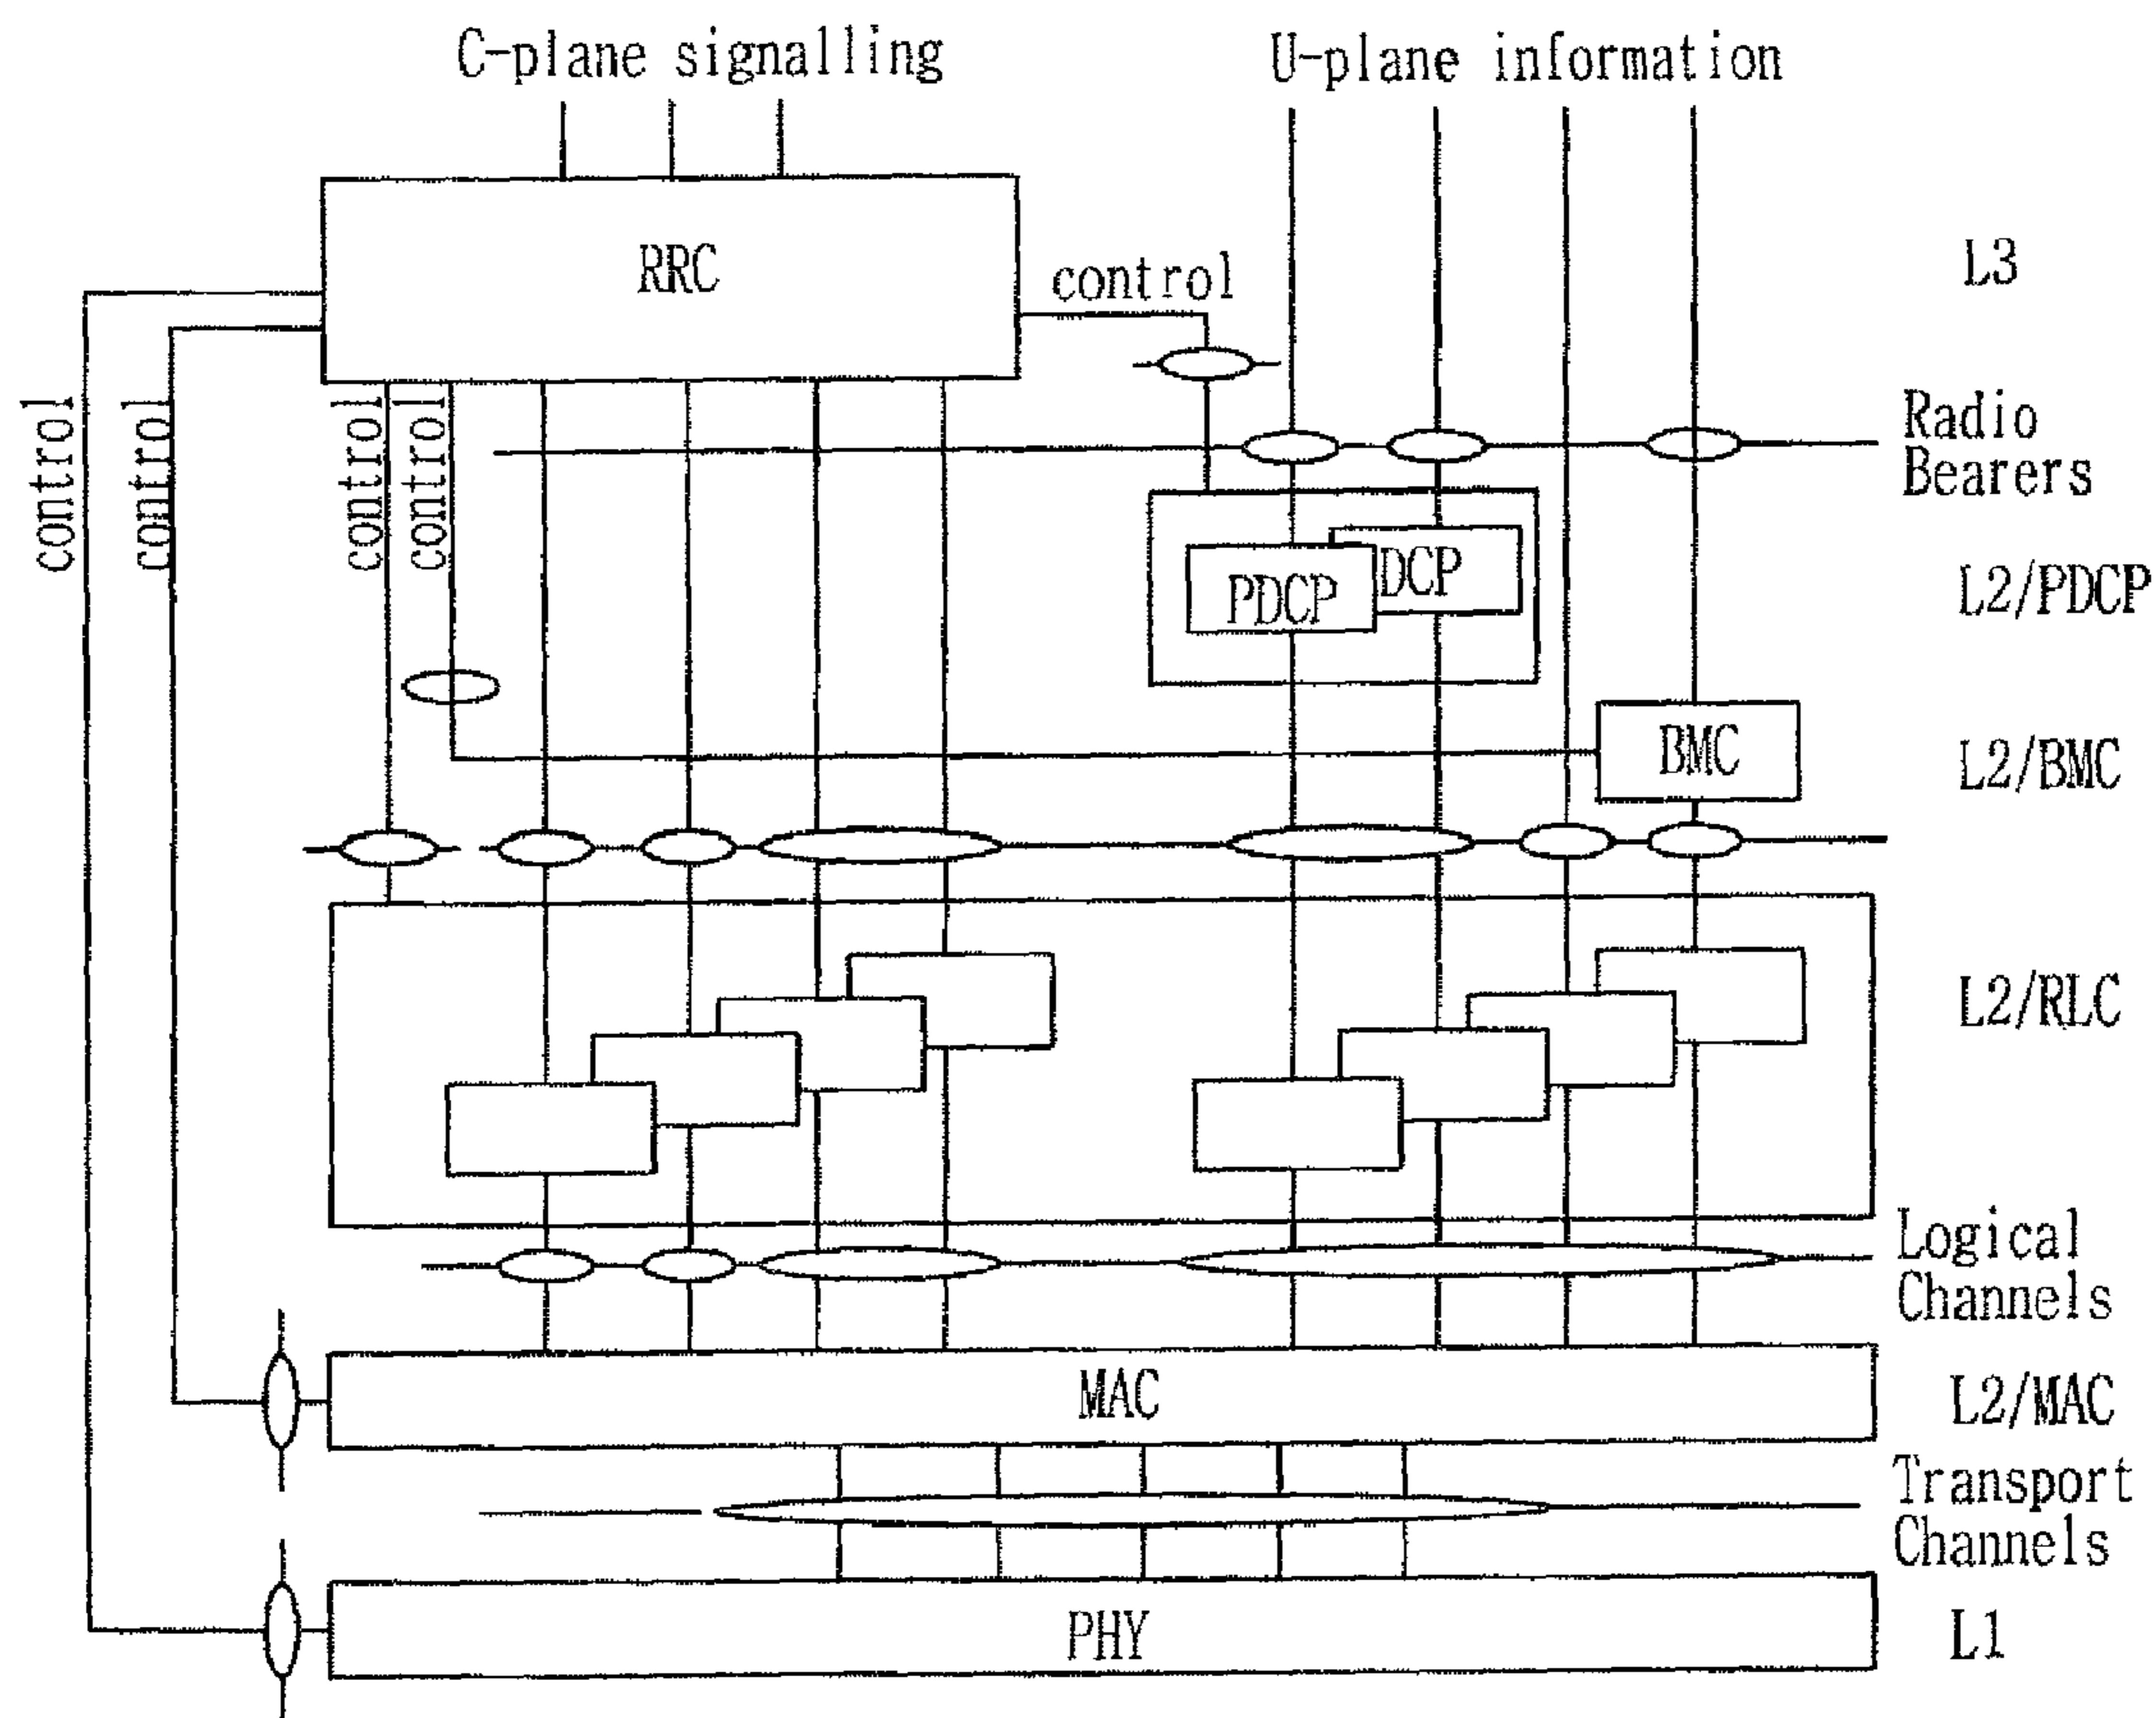 C-plane signalling
U-plane information
RRC
control
L3
control
control
control
control
Radio
Bearers
PDCP
DCP
L2/PDCP
BMC
L2/BMC
L2/RLC
Logical
Channels
MAC
L2/MAC
Transport
Channels
PHY
L1